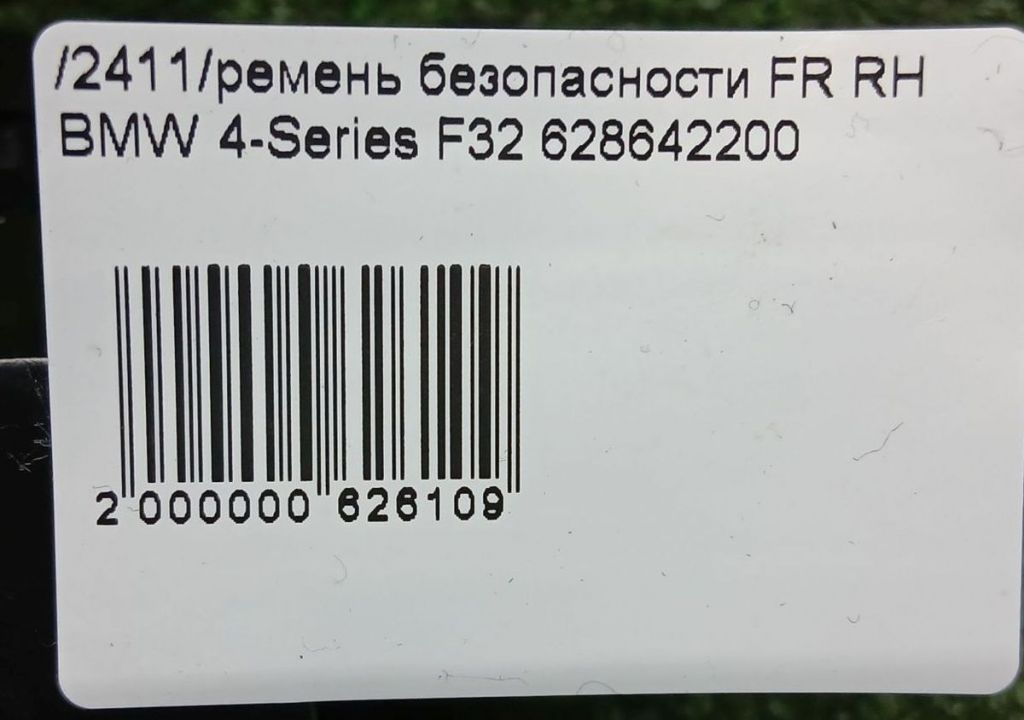 /2411/ремень безопасности FR RH
BMW 4-Series F32 628642200
2 000000 626109